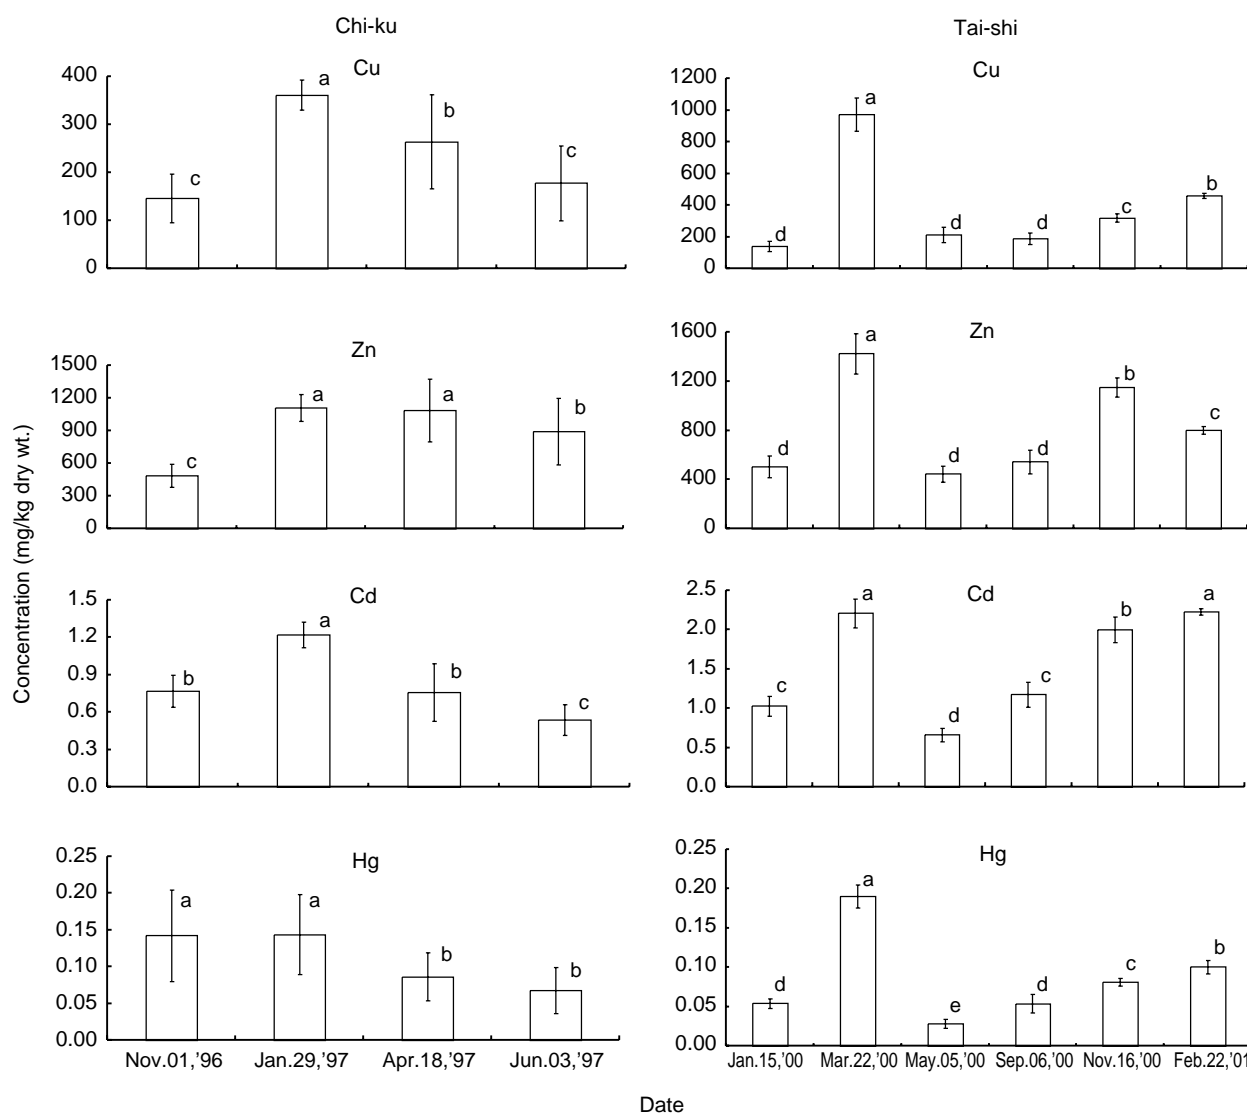 Chi-ku
Tai-shi
Cu
400
300
200
100
0
c
a
b
c
Cu
1200
1000
800
600
400
200
0
d
a
d
d
c
b
Concentration (mg/kg dry wt.)
Zn
1500
1200
900
600
300
0
c
a
a
b
Zn
1600
1200
800
400
0
d
a
d
d
b
c
Cd
1.5
1.2
0.9
0.6
0.3
0.0
b
a
b
c
Cd
2.5
2.0
1.5
1.0
0.5
0.0
c
a
d
c
b
a
Hg
0.25
0.20
0.15
0.10
0.05
0.00
a
a
b
b
Nov.01,'96 Jan.29,'97 Apr.18,'97 Jun.03,'97
Hg
0.25
0.20
0.15
0.10
0.05
0.00
d
a
e
d
c
b
Jan.15,'00 Mar.22,'00 May.05,'00 Sep.06,'00 Nov.16,'00 Feb.22,'01
Date